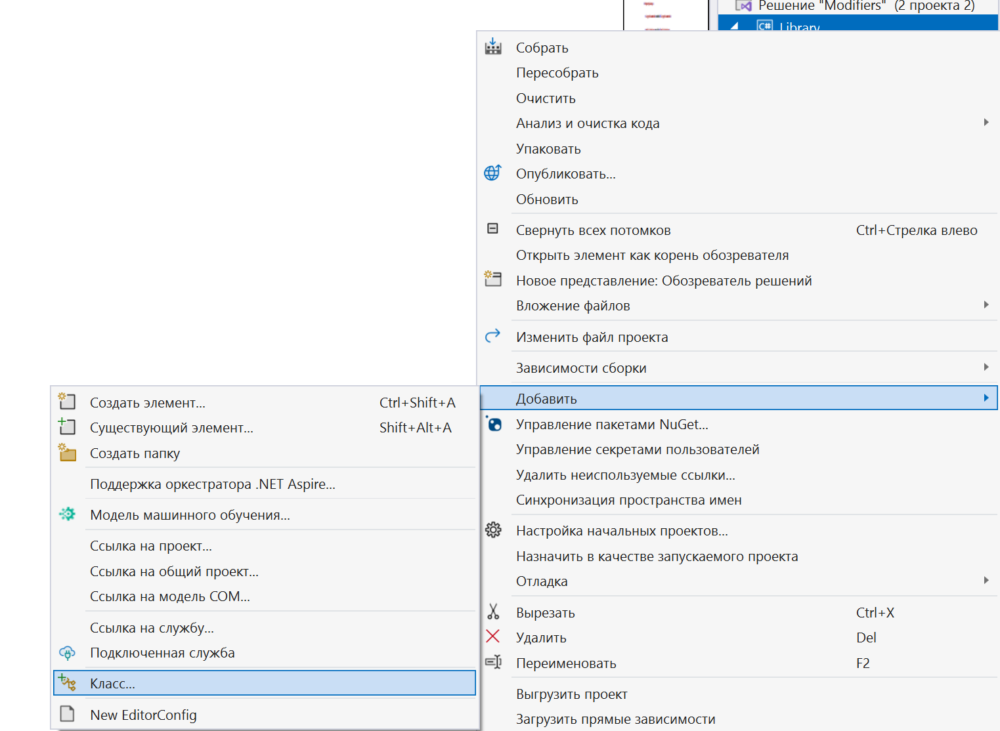 Решение "Modifiers" (2 проекта 2)
C# Library
Собрать
Пересобрать
Очистить
Анализ и очистка кода
Упаковать
Опубликовать...
Обновить
Свернуть всех потомков Ctrl+Стрелка влево
Открыть элемент как корень обозревателя
Новое представление: Обозреватель решений
Вложение файлов
Изменить файл проекта
Зависимости сборки
Добавить
Управление пакетами NuGet...
Управление секретами пользователей
Удалить неиспользуемые ссылки...
Синхронизация пространства имен
Настройка начальных проектов...
Назначить в качестве запускаемого проекта
Отладка
Вырезать Ctrl+X
Удалить Del
Переименовать F2
Выгрузить проект
Загрузить прямые зависимости
Создать элемент... Ctrl+Shift+A
Существующий элемент... Shift+Alt+A
Создать папку
Поддержка оркестратора .NET Aspire...
Модель машинного обучения...
Ссылка на проект...
Ссылка на общий проект...
Ссылка на модель COM...
Ссылка на службу...
Подключенная служба
Класс...
New EditorConfig